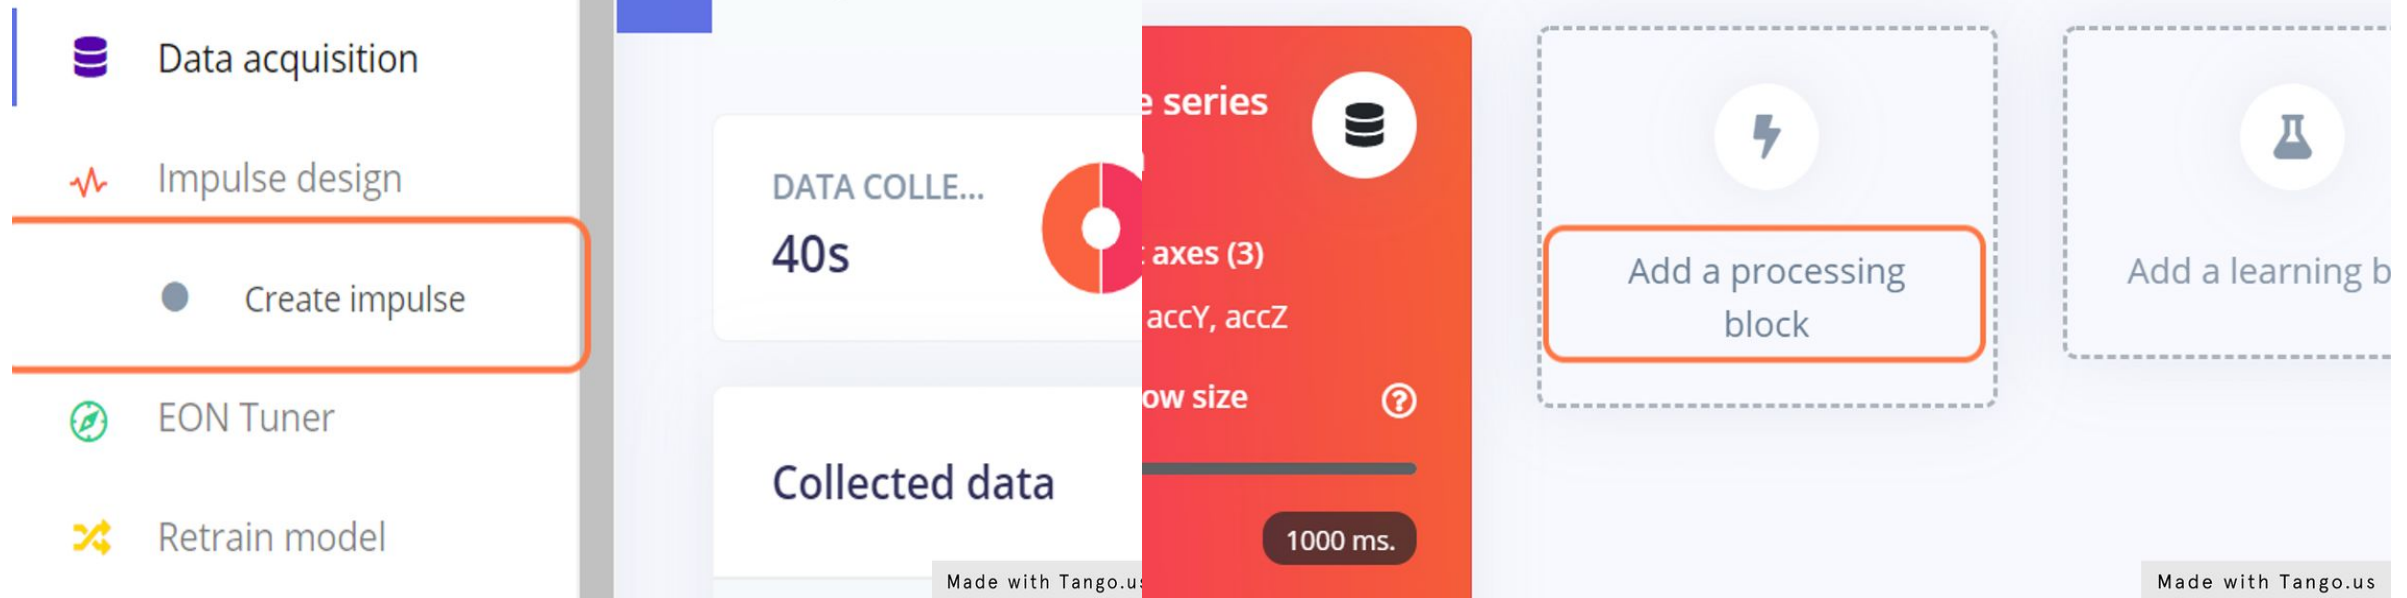 Data acquisition
Impulse design
Create impulse
EON Tuner
Retrain model
DATA COLLE...
40s
Collected data
Made with Tango.us
e series
axes (3)
accY, accZ
ow size
1000 ms.
Add a processing
block
Add a learning b
Made with Tango.us